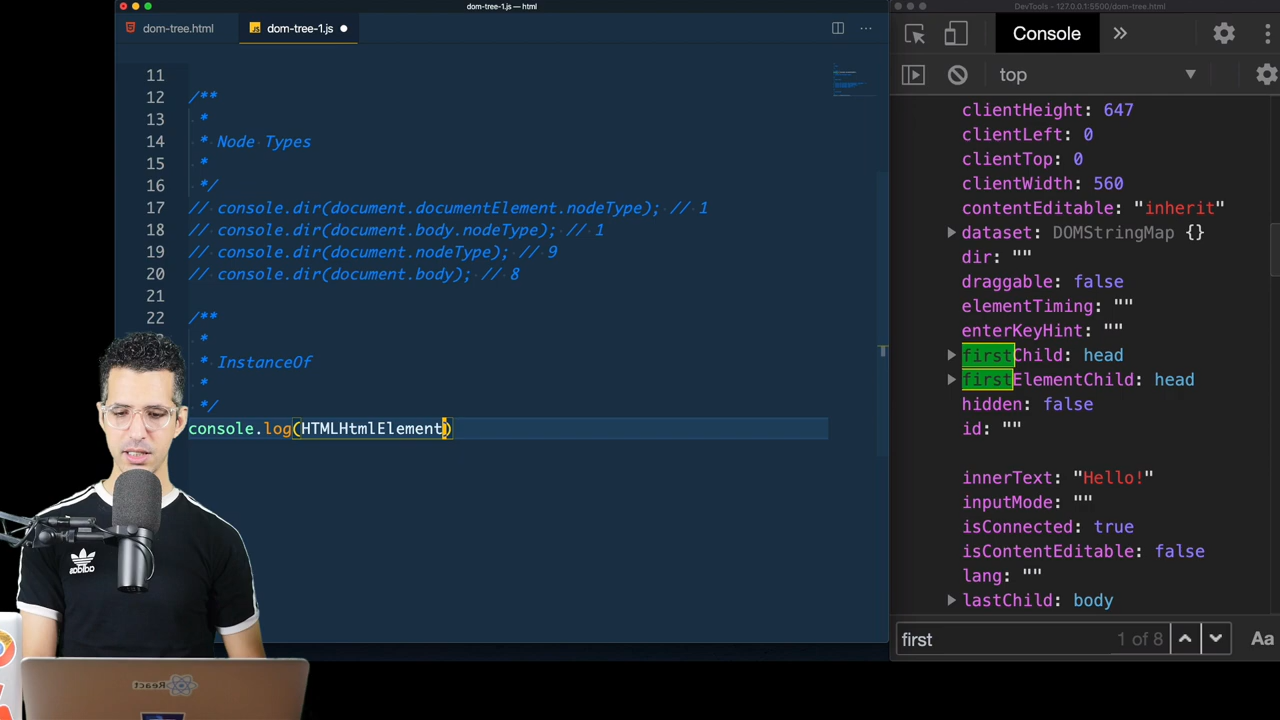 dom-tree-1.js — html
DevTools - 127.0.0.1:5500/dom-tree.html
dom-tree.html
dom-tree-1.js
Console
top
11
12 /**
13 *
14 * Node Types
15 *
16 */
17 // console.dir(document.documentElement.nodeType); // 1
18 // console.dir(document.body.nodeType); // 1
19 // console.dir(document.nodeType); // 9
20 // console.dir(document.body); // 8
21
22 /**
*
* InstanceOf
*
*/
console.log(HTMLHtmlElement)
clientHeight: 647
clientLeft: 0
clientTop: 0
clientWidth: 560
contentEditable: "inherit"
dataset: DOMStringMap {}
dir: ""
draggable: false
elementTiming: ""
enterKeyHint: ""
firstChild: head
firstElementChild: head
hidden: false
id: ""
innerText: "Hello!"
inputMode: ""
isConnected: true
isContentEditable: false
lang: ""
lastChild: body
first
1 of 8
Aa
adidas
React